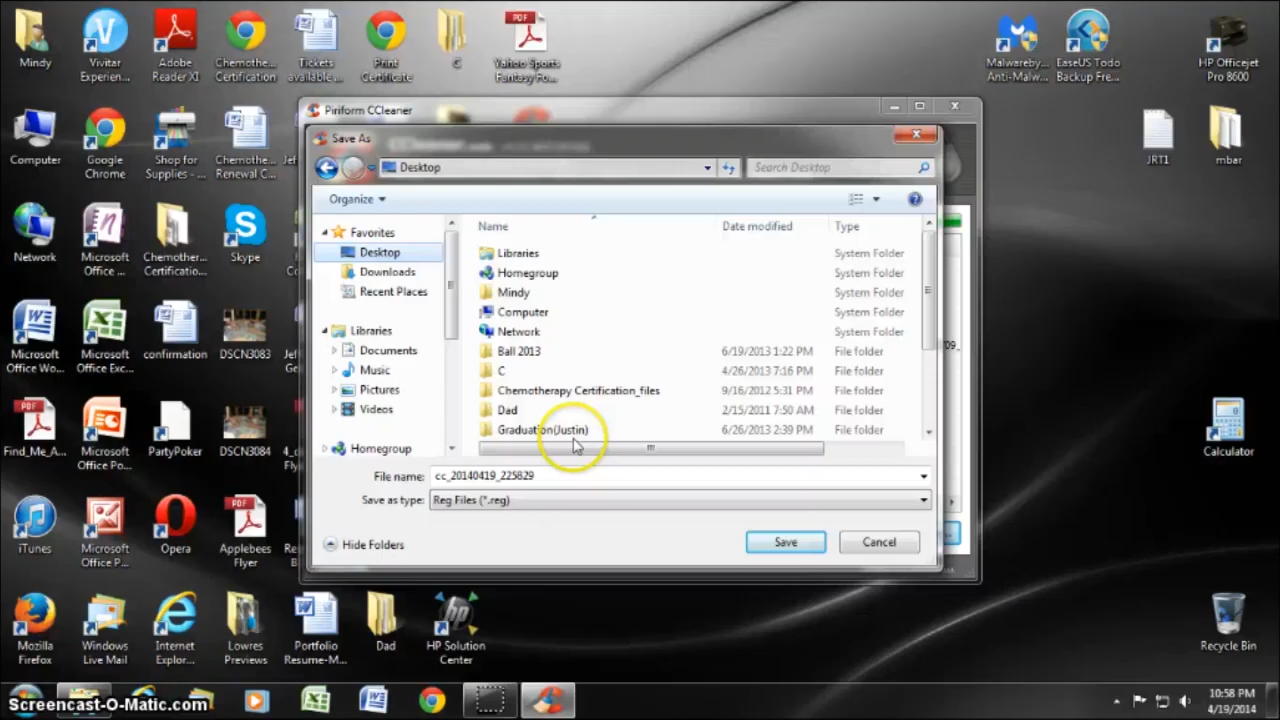 Mindy
Vivitar
Experien...
Adobe
Reader XI
Chemothe...
Certification
Tickets
available....
Print
Certificate
C
PDF
Yahoo Sports
Fantasy Fo...
Malwareby...
Anti-Malw...
EaseUS Todo
Backup Fre...
HP Officejet
Pro 8600
Computer
Google
Chrome
Shop for
Supplies - ...
Chemothe...
Renewal C...
JRT1
mbar
Network
Microsoft
Office ...
Chemother...
Certificatio...
Skype
Microsoft
Office Wo...
Microsoft
Office Exc...
confirmation
DSCN3083
PDF
Find_Me_A...
Microsoft
Office Po...
PartyPoker
DSCN3084
Calculator
iTunes
Microsoft
Office P...
Opera
PDF
Applebees
Flyer
Mozilla
Firefox
Windows
Live Mail
Internet
Explor...
Lowres
Previews
Portfolio
Resume-M...
Dad
HP Solution
Center
Recycle Bin
Piriform CCleaner
Save As
Desktop
Search Desktop
Organize
Name Date modified Type
Favorites
Desktop
Downloads
Recent Places
Libraries
Documents
Music
Pictures
Videos
Homegroup
Libraries System Folder
Homegroup System Folder
Mindy System Folder
Computer System Folder
Network System Folder
Ball 2013 6/19/2013 1:22 PM File folder
C 4/26/2013 7:16 PM File folder
Chemotherapy Certification_files 9/16/2012 5:31 PM File folder
Dad 2/15/2011 7:50 AM File folder
Graduation(Justin) 6/26/2013 2:39 PM File folder
File name: cc_20140419_225829
Save as type: Reg Files (*.reg)
Hide Folders
Save Cancel
Screencast-O-Matic.com
10:58 PM
4/19/2014